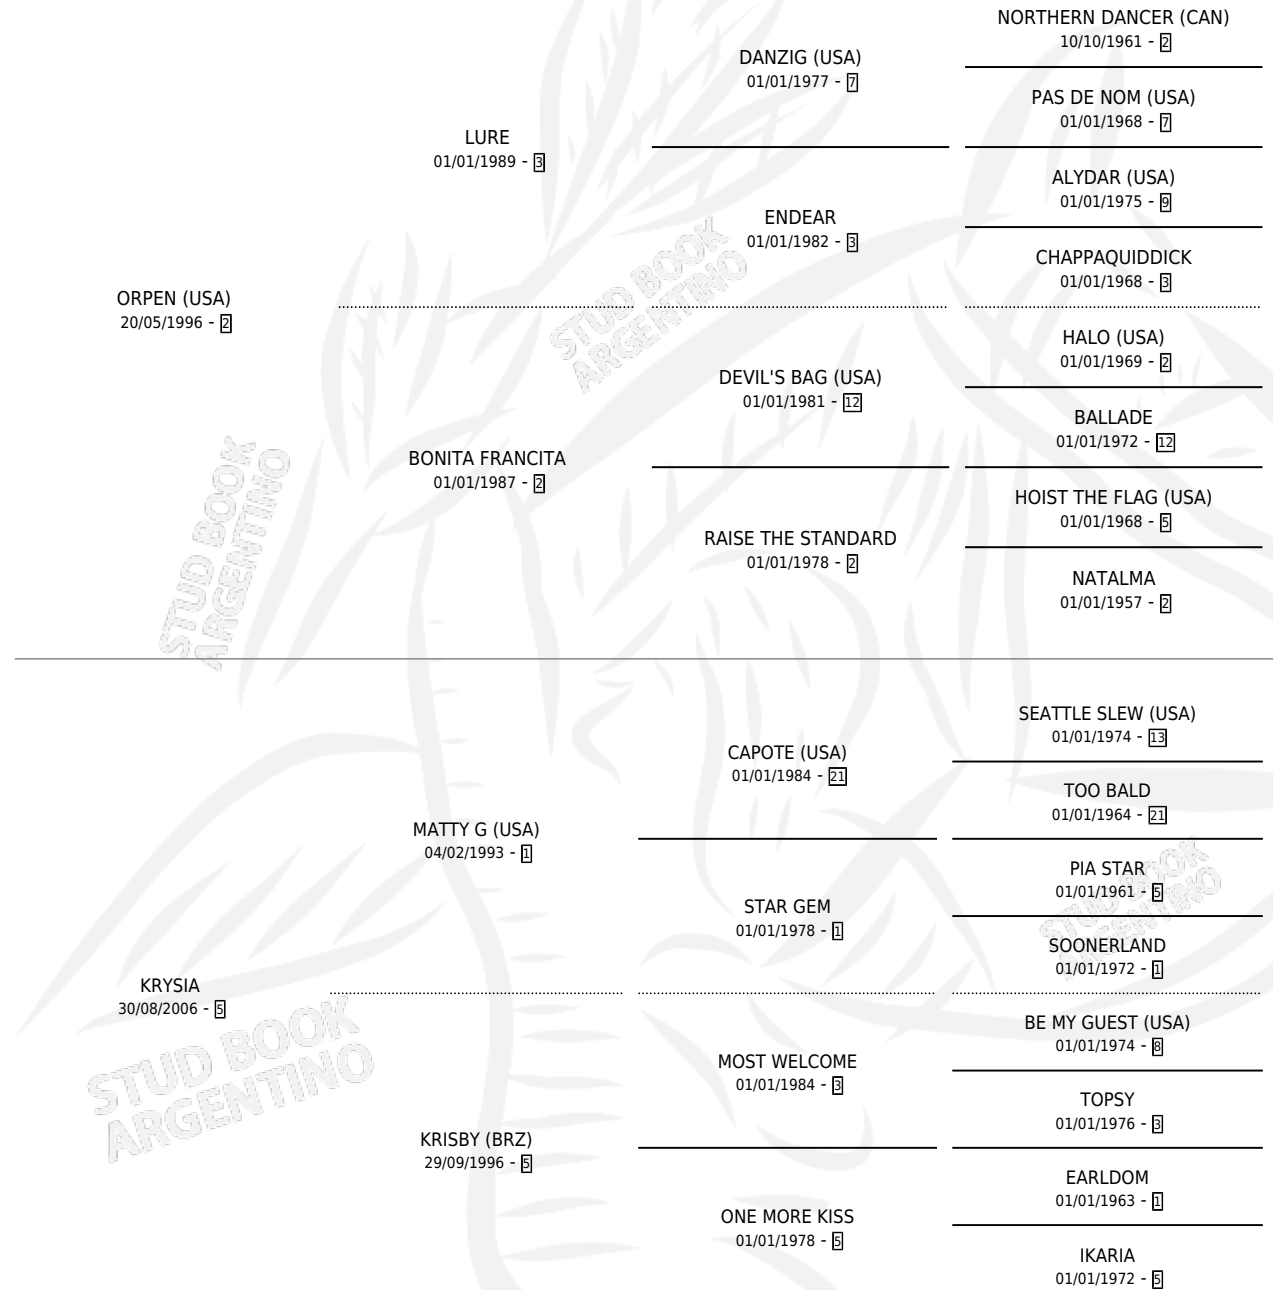 NORTHERN DANCER (CAN)
10/10/1961 - 2
DANZIG (USA)
01/01/1977 - 7
PAS DE NOM (USA)
01/01/1968 - 7
LURE
01/01/1989 - 3
ALYDAR (USA)
01/01/1975 - 9
ENDEAR
01/01/1982 - 3
CHAPPAQUIDDICK
01/01/1968 - 3
ORPEN (USA)
20/05/1996 - 2
HALO (USA)
01/01/1969 - 2
DEVIL'S BAG (USA)
01/01/1981 - 12
BALLADE
01/01/1972 - 12
BONITA FRANCITA
01/01/1987 - 2
HOIST THE FLAG (USA)
01/01/1968 - 5
RAISE THE STANDARD
01/01/1978 - 2
NATALMA
01/01/1957 - 2
STUD BOOK
ARGENTINO
STUD BOOK
ARGENTINO
SEATTLE SLEW (USA)
01/01/1974 - 13
CAPOTE (USA)
01/01/1984 - 21
TOO BALD
01/01/1964 - 21
MATTY G (USA)
04/02/1993 - 1
PIA STAR
01/01/1961 - 5
STAR GEM
01/01/1978 - 1
SOONERLAND
01/01/1972 - 1
KRYSIA
30/08/2006 - 5
BE MY GUEST (USA)
01/01/1974 - 8
MOST WELCOME
01/01/1984 - 3
TOPSY
01/01/1976 - 3
KRISBY (BRZ)
29/09/1996 - 5
EARLDOM
01/01/1963 - 1
ONE MORE KISS
01/01/1978 - 5
IKARIA
01/01/1972 - 5
STUD BOOK
ARGENTINO
STUD BOOK
ARGENTINO